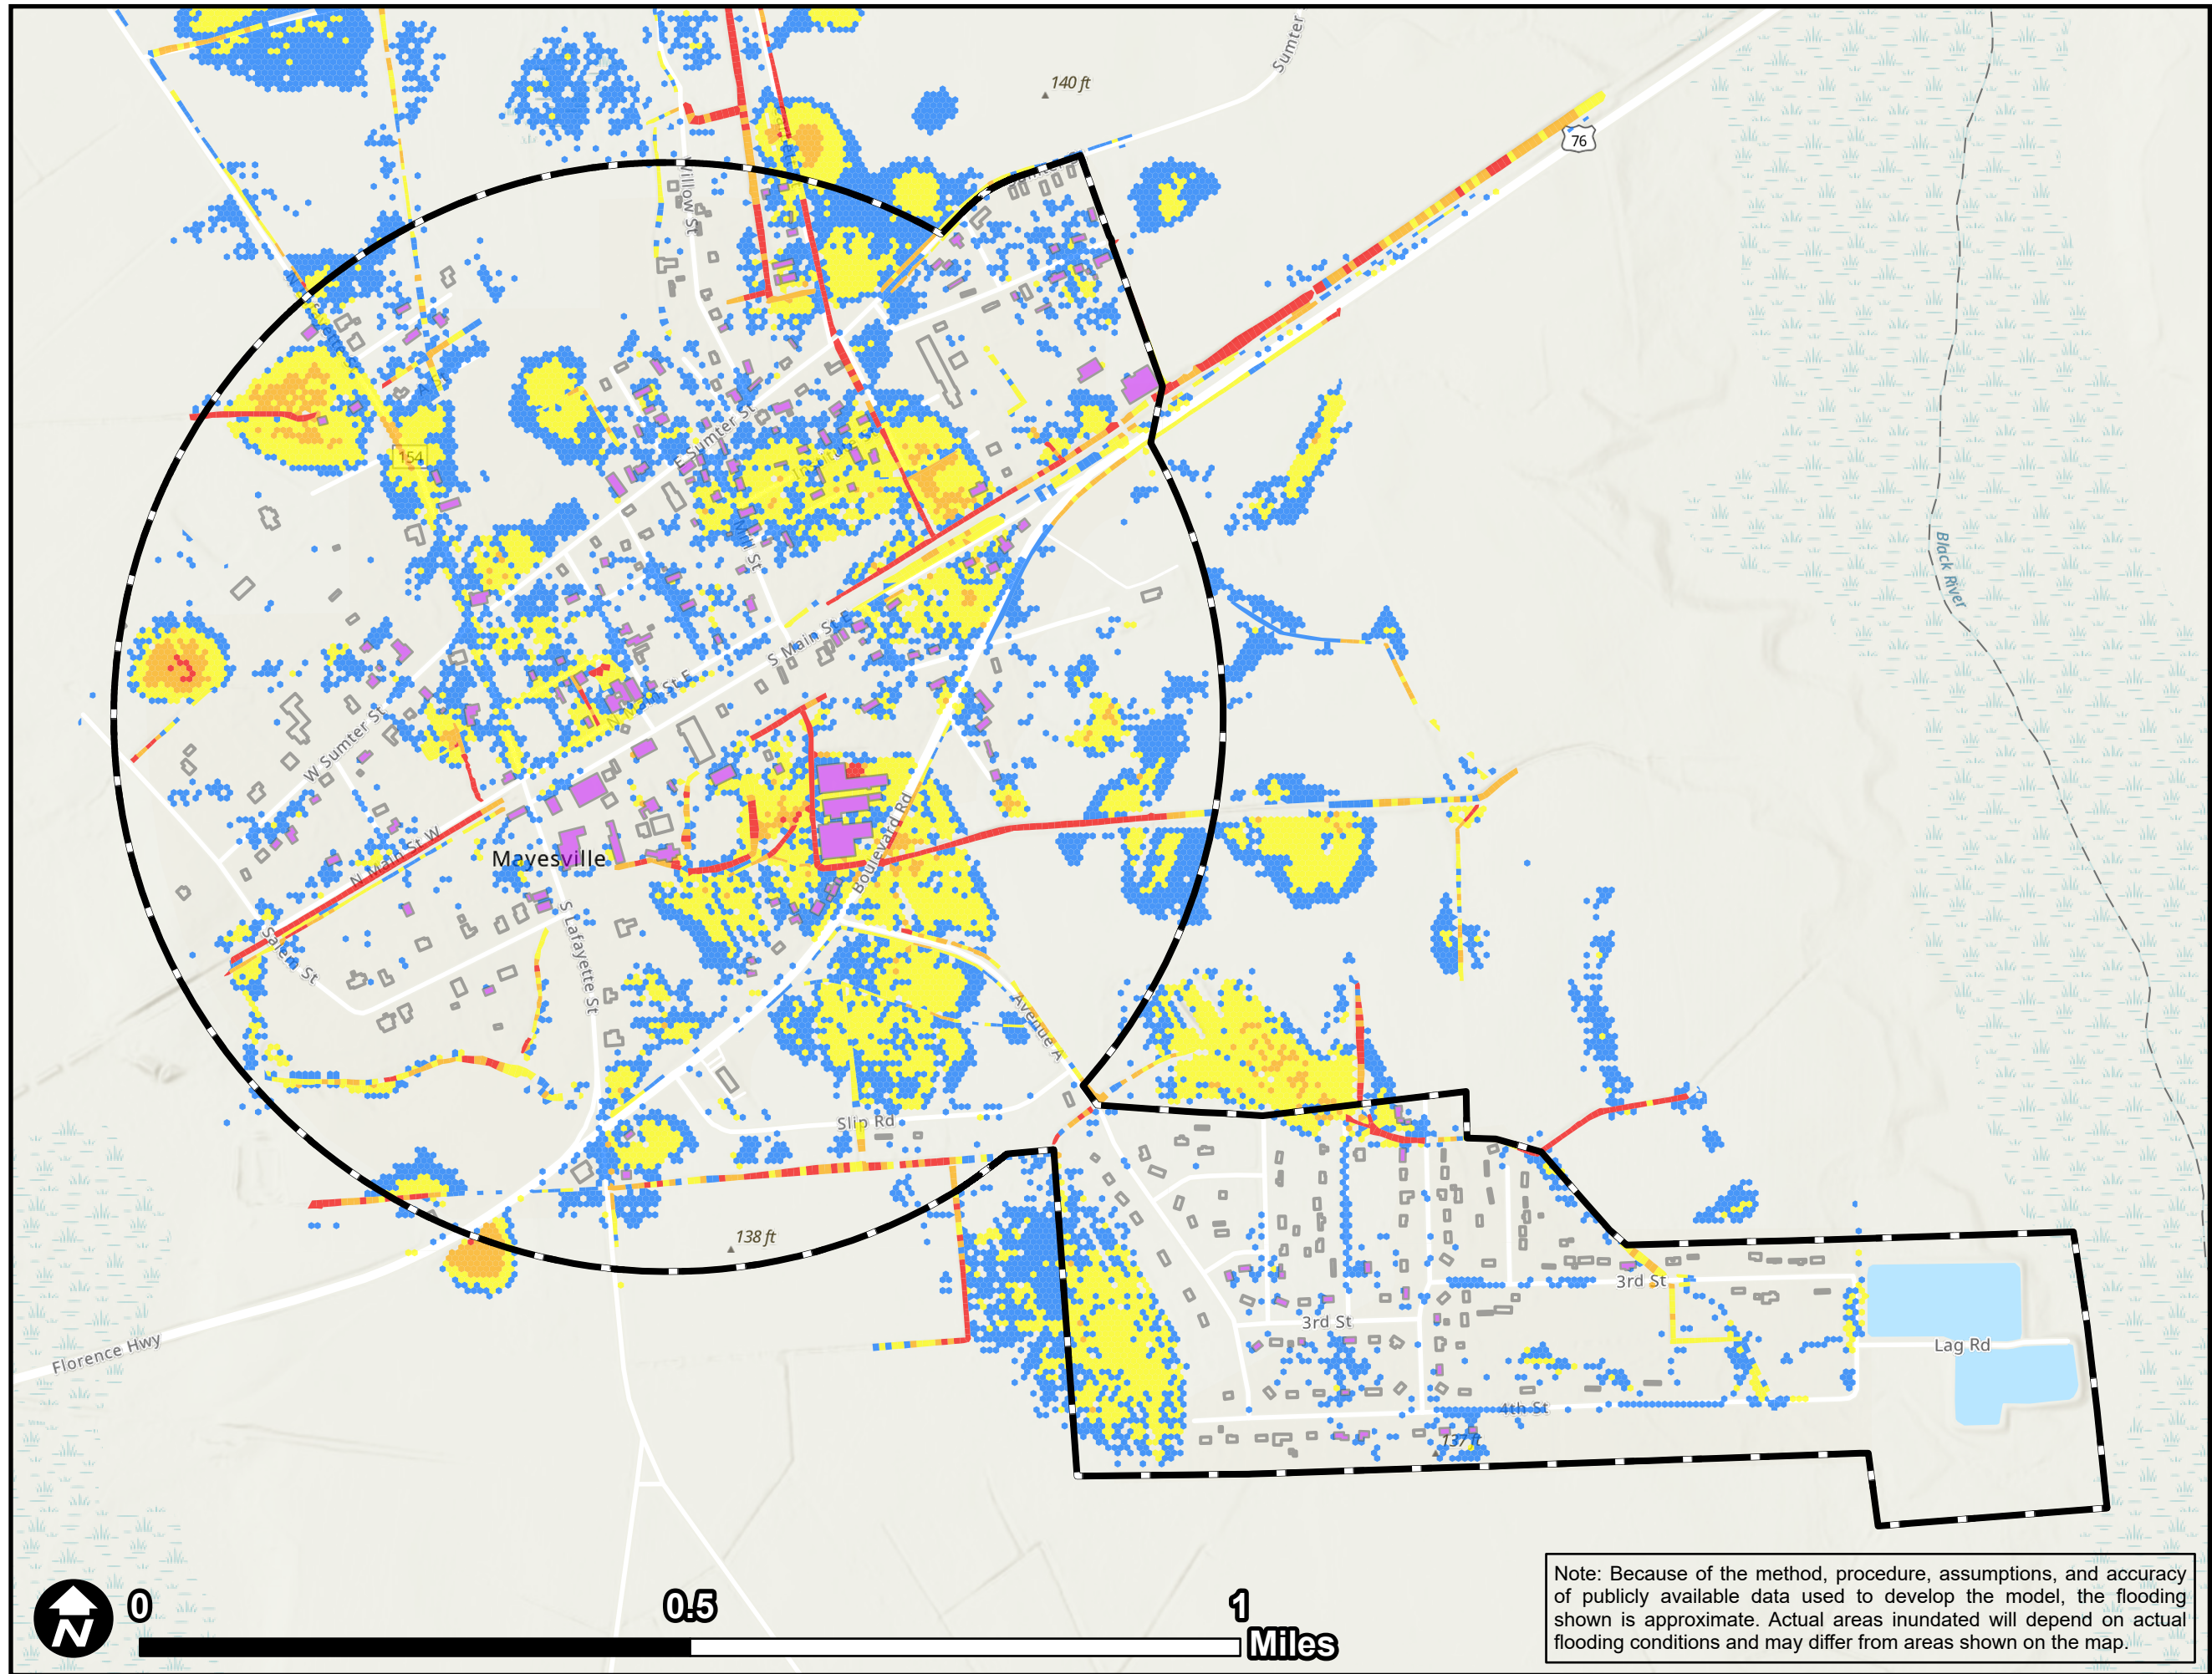 Sumter
140 ft
76
Willow St
154
E Sumter St
Mill St
S Main St E
N Main St E
W Sumter St
Black River
N Main St W
Mayesville
Boulevard Rd
Salem St
S Lafayette St
Avenue A
Slip Rd
138 ft
3rd St
3rd St
Lag Rd
Florence Hwy
4th St
137 ft
Note: Because of the method, procedure, assumptions, and accuracy
of publicly available data used to develop the model, the flooding
shown is approximate. Actual areas inundated will depend on actual
flooding conditions and may differ from areas shown on the map.
N
0 0.5 1
Miles